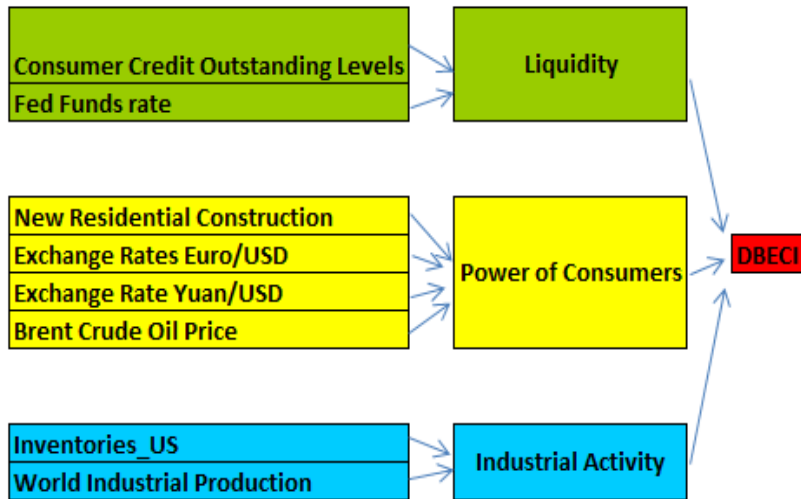 Consumer Credit Outstanding Levels
Fed Funds rate
Liquidity
New Residential Construction
Exchange Rates Euro/USD
Exchange Rate Yuan/USD
Brent Crude Oil Price
Power of Consumers
DBECI
Inventories_US
World Industrial Production
Industrial Activity